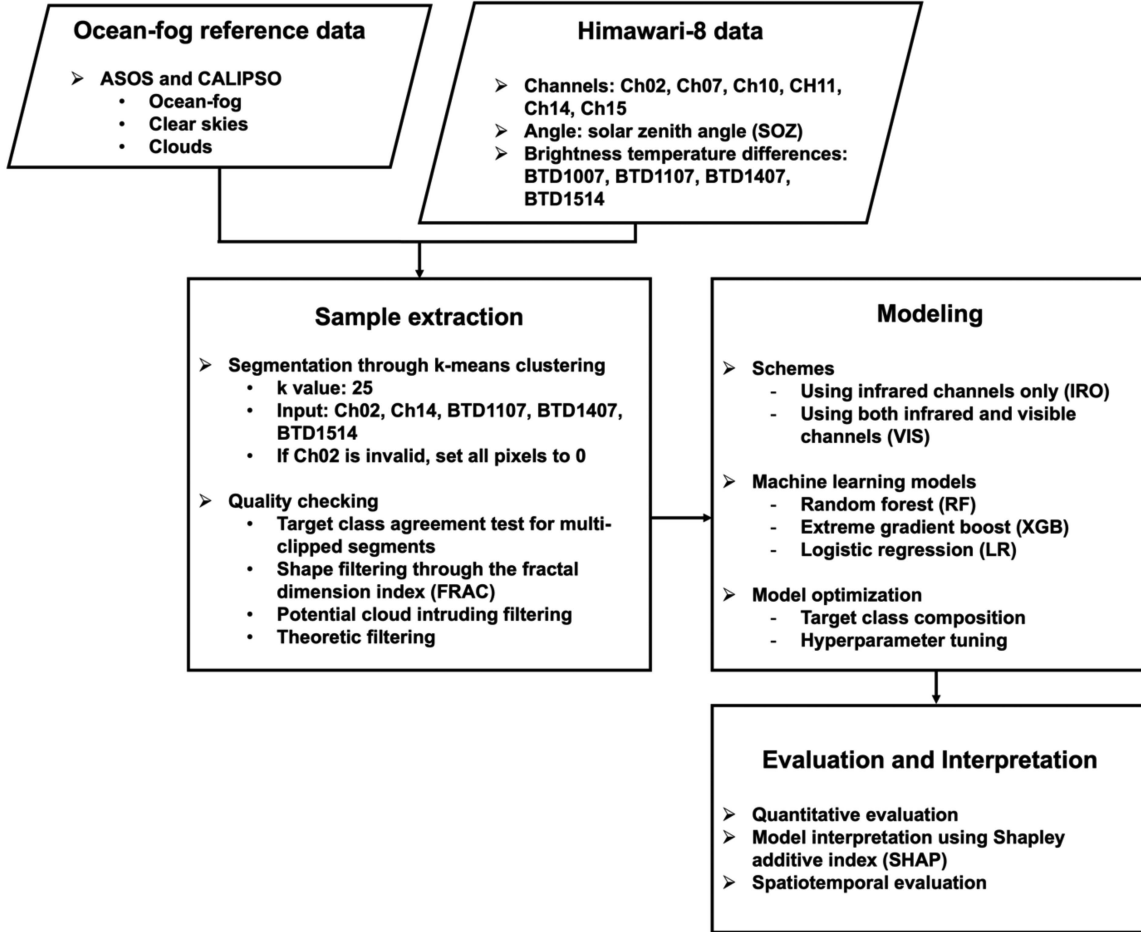 Ocean-fog reference data
➢ ASOS and CALIPSO
• Ocean-fog
• Clear skies
• Clouds
Himawari-8 data
➢ Channels: Ch02, Ch07, Ch10, CH11,
Ch14, Ch15
➢ Angle: solar zenith angle (SOZ)
➢ Brightness temperature differences:
BTD1007, BTD1107, BTD1407,
BTD1514
Sample extraction
➢ Segmentation through k-means clustering
• k value: 25
• Input: Ch02, Ch14, BTD1107, BTD1407,
BTD1514
• If Ch02 is invalid, set all pixels to 0
➢ Quality checking
• Target class agreement test for multi-
clipped segments
• Shape filtering through the fractal
dimension index (FRAC)
• Potential cloud intruding filtering
• Theoretic filtering
Modeling
➢ Schemes
- Using infrared channels only (IRO)
- Using both infrared and visible
channels (VIS)
➢ Machine learning models
- Random forest (RF)
- Extreme gradient boost (XGB)
- Logistic regression (LR)
➢ Model optimization
- Target class composition
- Hyperparameter tuning
Evaluation and Interpretation
➢ Quantitative evaluation
➢ Model interpretation using Shapley
additive index (SHAP)
➢ Spatiotemporal evaluation